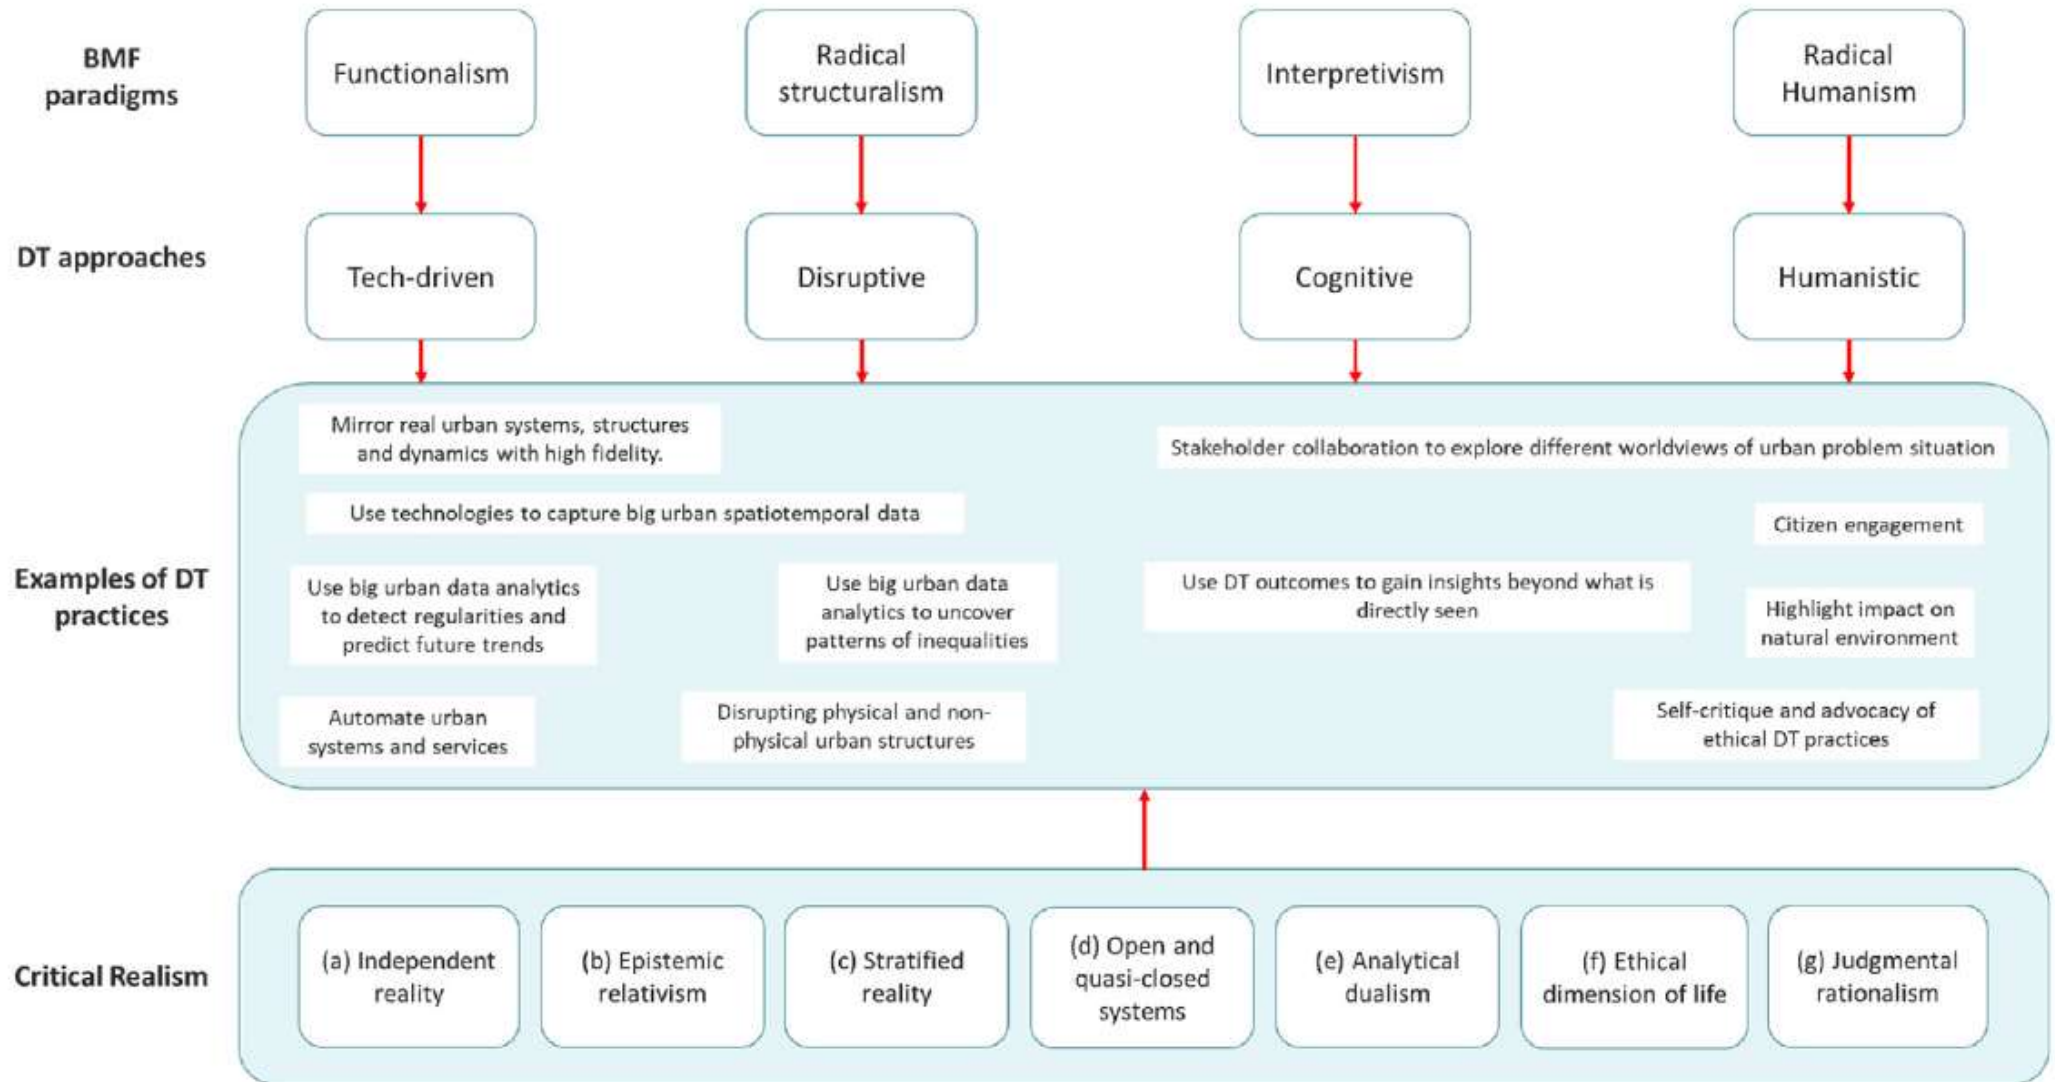 BMF
paradigms
Functionalism
Radical
structuralism
Interpretivism
Radical
Humanism
DT approaches
Tech-driven
Disruptive
Cognitive
Humanistic
Examples of DT
practices
Mirror real urban systems, structures
and dynamics with high fidelity.
Stakeholder collaboration to explore different worldviews of urban problem situation
Use technologies to capture big urban spatiotemporal data
Citizen engagement
Use big urban data analytics
to detect regularities and
predict future trends
Use big urban data
analytics to uncover
patterns of inequalities
Use DT outcomes to gain insights beyond what is
directly seen
Highlight impact on
natural environment
Automate urban
systems and services
Disrupting physical and non-
physical urban structures
Self-critique and advocacy of
ethical DT practices
Critical Realism
(a) Independent
reality
(b) Epistemic
relativism
(c) Stratified
reality
(d) Open and
quasi-closed
systems
(e) Analytical
dualism
(f) Ethical
dimension of life
(g) Judgmental
rationalism